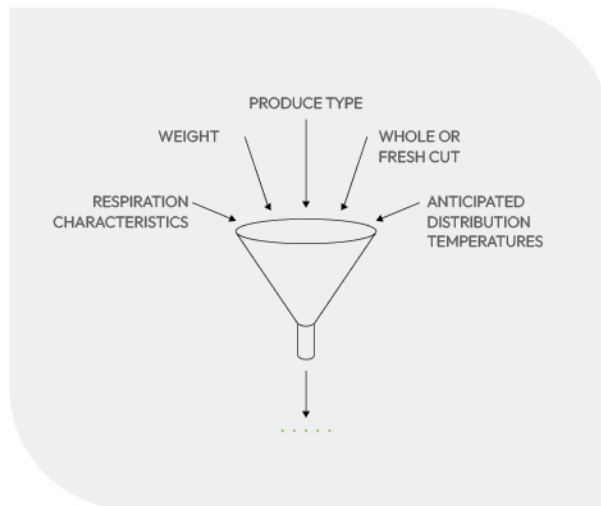 PRODUCE TYPE
WEIGHT
WHOLE OR
FRESH CUT
RESPIRATION
CHARACTERISTICS
ANTICIPATED
DISTRIBUTION
TEMPERATURES